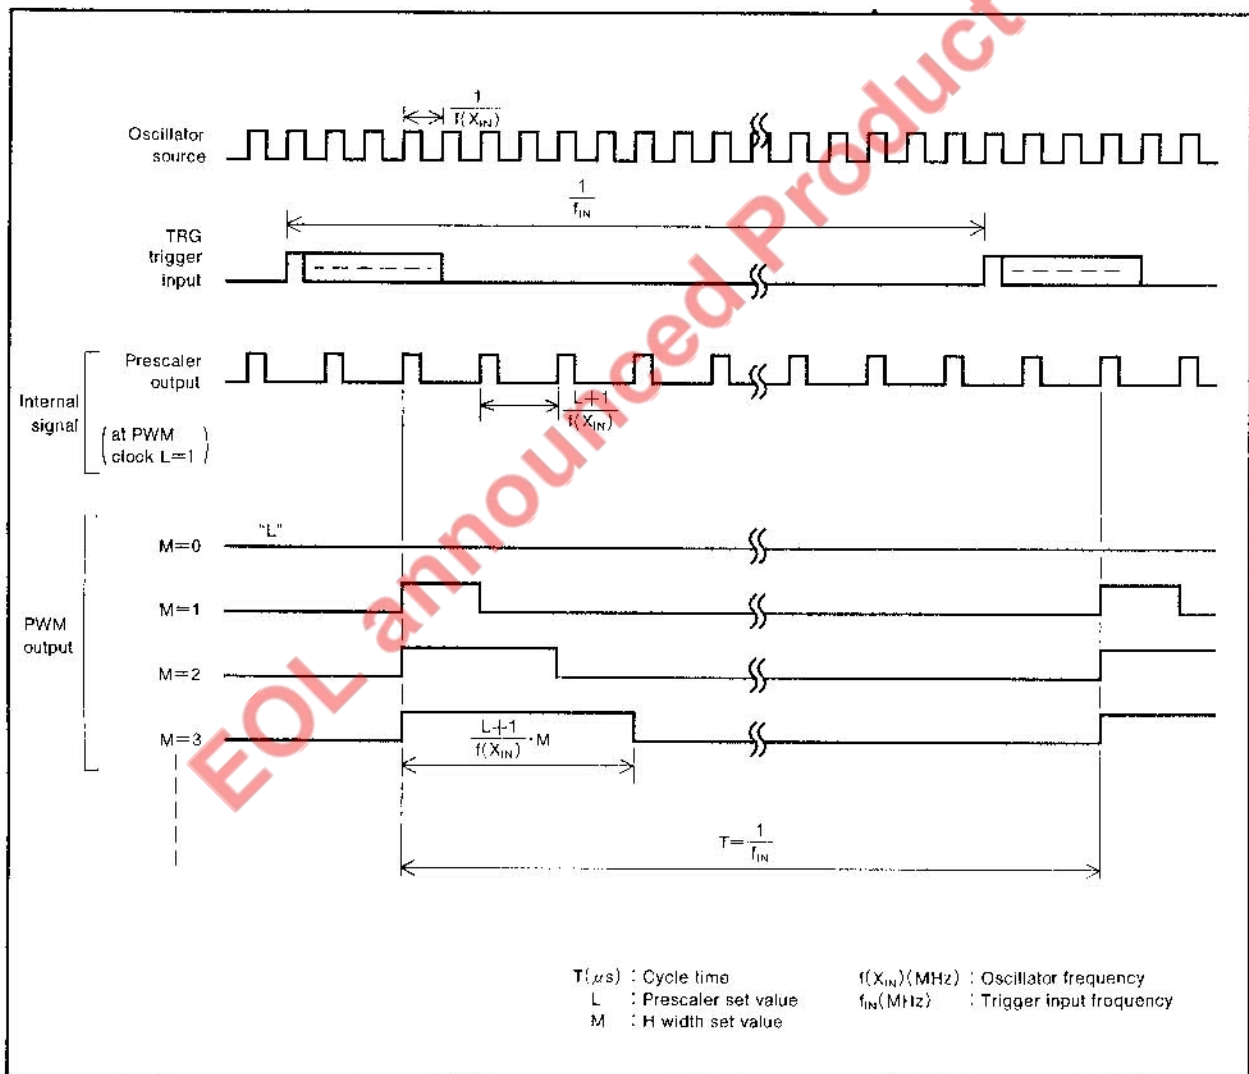 EOL announced Product
1
f(XIN)
Oscillator
source
1
fIN
TRG
trigger
input
Prescaler
output
L+1
f(XIN)
Internal
signal
(at PWM
clock L=1)
"L"
M=0
M=1
PWM
output
M=2
M=3
L+1
f(XIN) ·M
T= 1
fIN
T(μs) : Cycle time
L : Prescaler set value
M : H width set value
f(XIN)(MHz) : Oscillator frequency
fIN(MHz) : Trigger input frequency